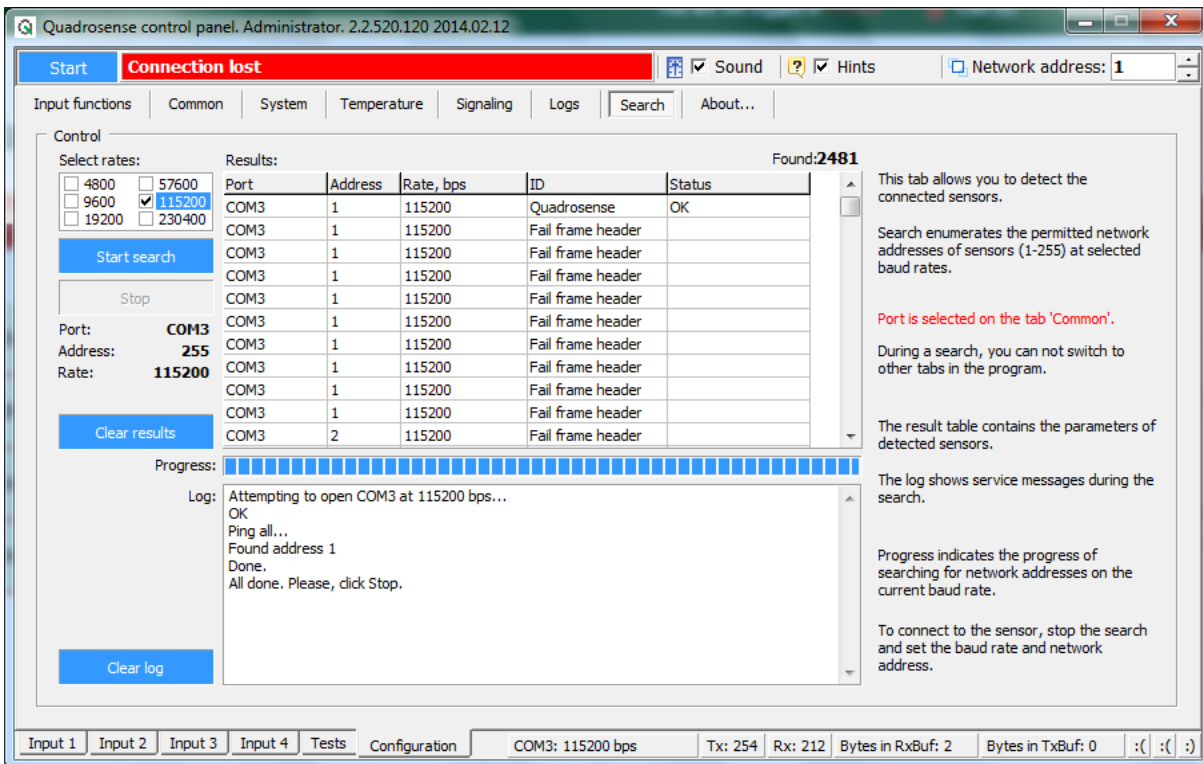 Quadrosense control panel. Administrator. 2.2.520.120 2014.02.12
Start Connection lost Sound Hints Network address: 1
Input functions Common System Temperature Signaling Logs Search About...
Control
Select rates:
4800 57600
9600 115200
19200 230400
Start search
Stop
Port: COM3
Address: 255
Rate: 115200
Clear results
Results: Found:2481
Port Address Rate, bps ID Status
COM3 1 115200 Quadrosense OK
COM3 1 115200 Fail frame header
COM3 1 115200 Fail frame header
COM3 1 115200 Fail frame header
COM3 1 115200 Fail frame header
COM3 1 115200 Fail frame header
COM3 1 115200 Fail frame header
COM3 1 115200 Fail frame header
COM3 1 115200 Fail frame header
COM3 1 115200 Fail frame header
COM3 2 115200 Fail frame header
Progress:
Log:
Attempting to open COM3 at 115200 bps...
OK
Ping all...
Found address 1
Done.
All done. Please, click Stop.
Clear log
This tab allows you to detect the
connected sensors.
Search enumerates the permitted network
addresses of sensors (1-255) at selected
baud rates.
Port is selected on the tab 'Common'.
During a search, you can not switch to
other tabs in the program.
The result table contains the parameters of
detected sensors.
The log shows service messages during the
search.
Progress indicates the progress of
searching for network addresses on the
current baud rate.
To connect to the sensor, stop the search
and set the baud rate and network
address.
Input 1 Input 2 Input 3 Input 4 Tests Configuration COM3: 115200 bps Tx: 254 Rx: 212 Bytes in RxBuf: 2 Bytes in TxBuf: 0 :( :( :)